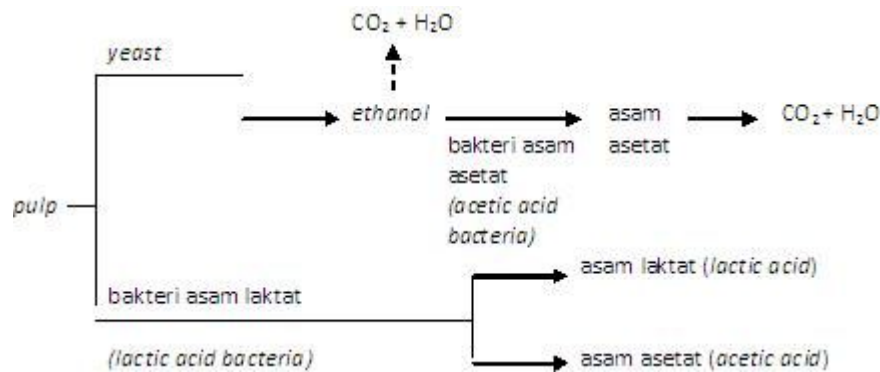 CO₂ + H₂O
yeast
ethanol
asam
asetat
CO₂ + H₂O
bakteri asam
asetat
(acetic acid
bacteria)
pulp
asam laktat (lactic acid)
bakteri asam laktat
(lactic acid bacteria)
asam asetat (acetic acid)